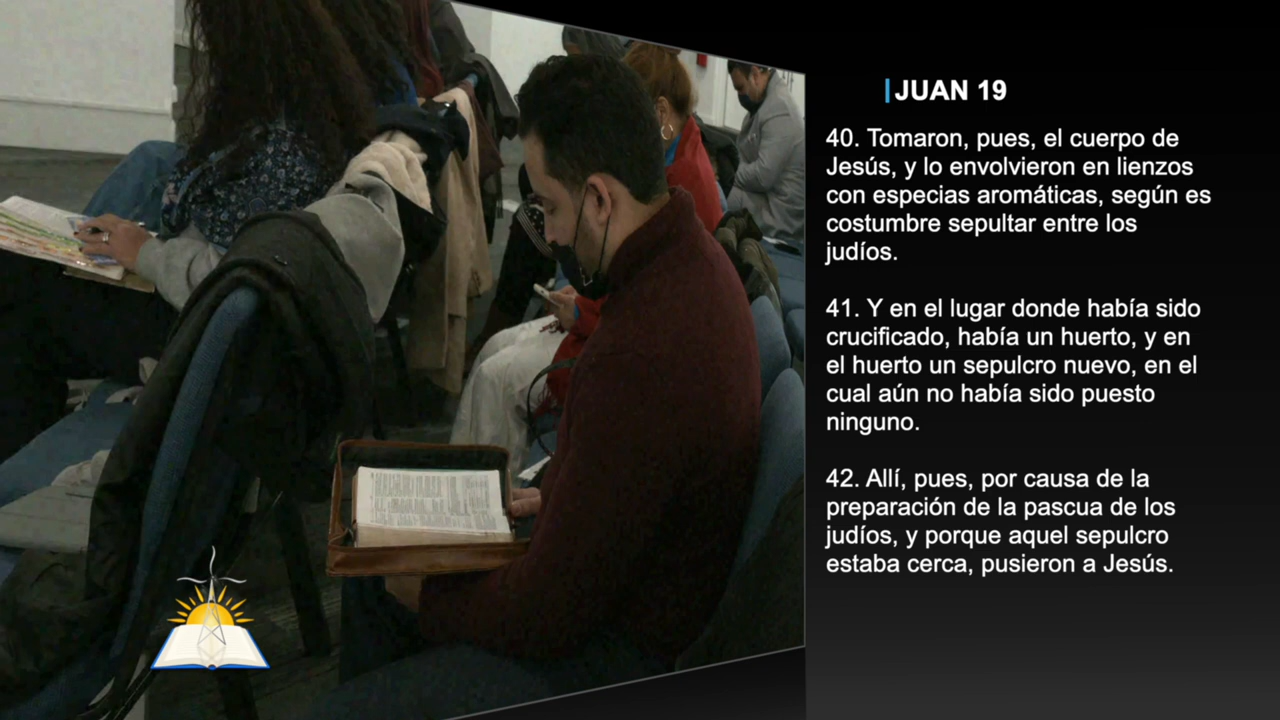 JUAN 19
40. Tomaron, pues, el cuerpo de
Jesús, y lo envolvieron en lienzos
con especias aromáticas, según es
costumbre sepultar entre los
judíos.
41. Y en el lugar donde había sido
crucificado, había un huerto, y en
el huerto un sepulcro nuevo, en el
cual aún no había sido puesto
ninguno.
42. Allí, pues, por causa de la
preparación de la pascua de los
judíos, y porque aquel sepulcro
estaba cerca, pusieron a Jesús.